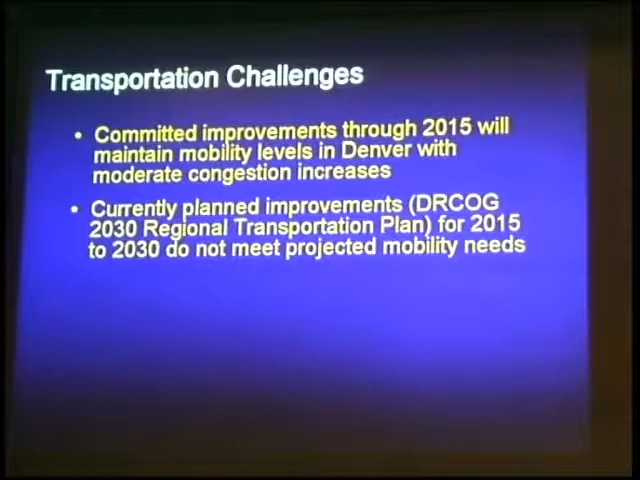 Transportation Challenges
• Committed improvements through 2015 will
maintain mobility levels in Denver with
moderate congestion increases
• Currently planned improvements (DRCOG
2030 Regional Transportation Plan) for 2015
to 2030 do not meet projected mobility needs